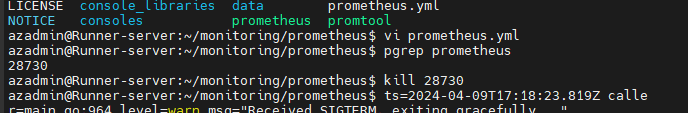 LICENSE console_libraries data prometheus.yml
NOTICE consoles prometheus promtool
azadmin@Runner-server:~/monitoring/prometheus$ vi prometheus.yml
azadmin@Runner-server:~/monitoring/prometheus$ pgrep prometheus
28730
azadmin@Runner-server:~/monitoring/prometheus$ kill 28730
azadmin@Runner-server:~/monitoring/prometheus$ ts=2024-04-09T17:18:23.819Z calle
r=main.go:964 level=warn msg="Received SIGTERM, exiting gracefully..."